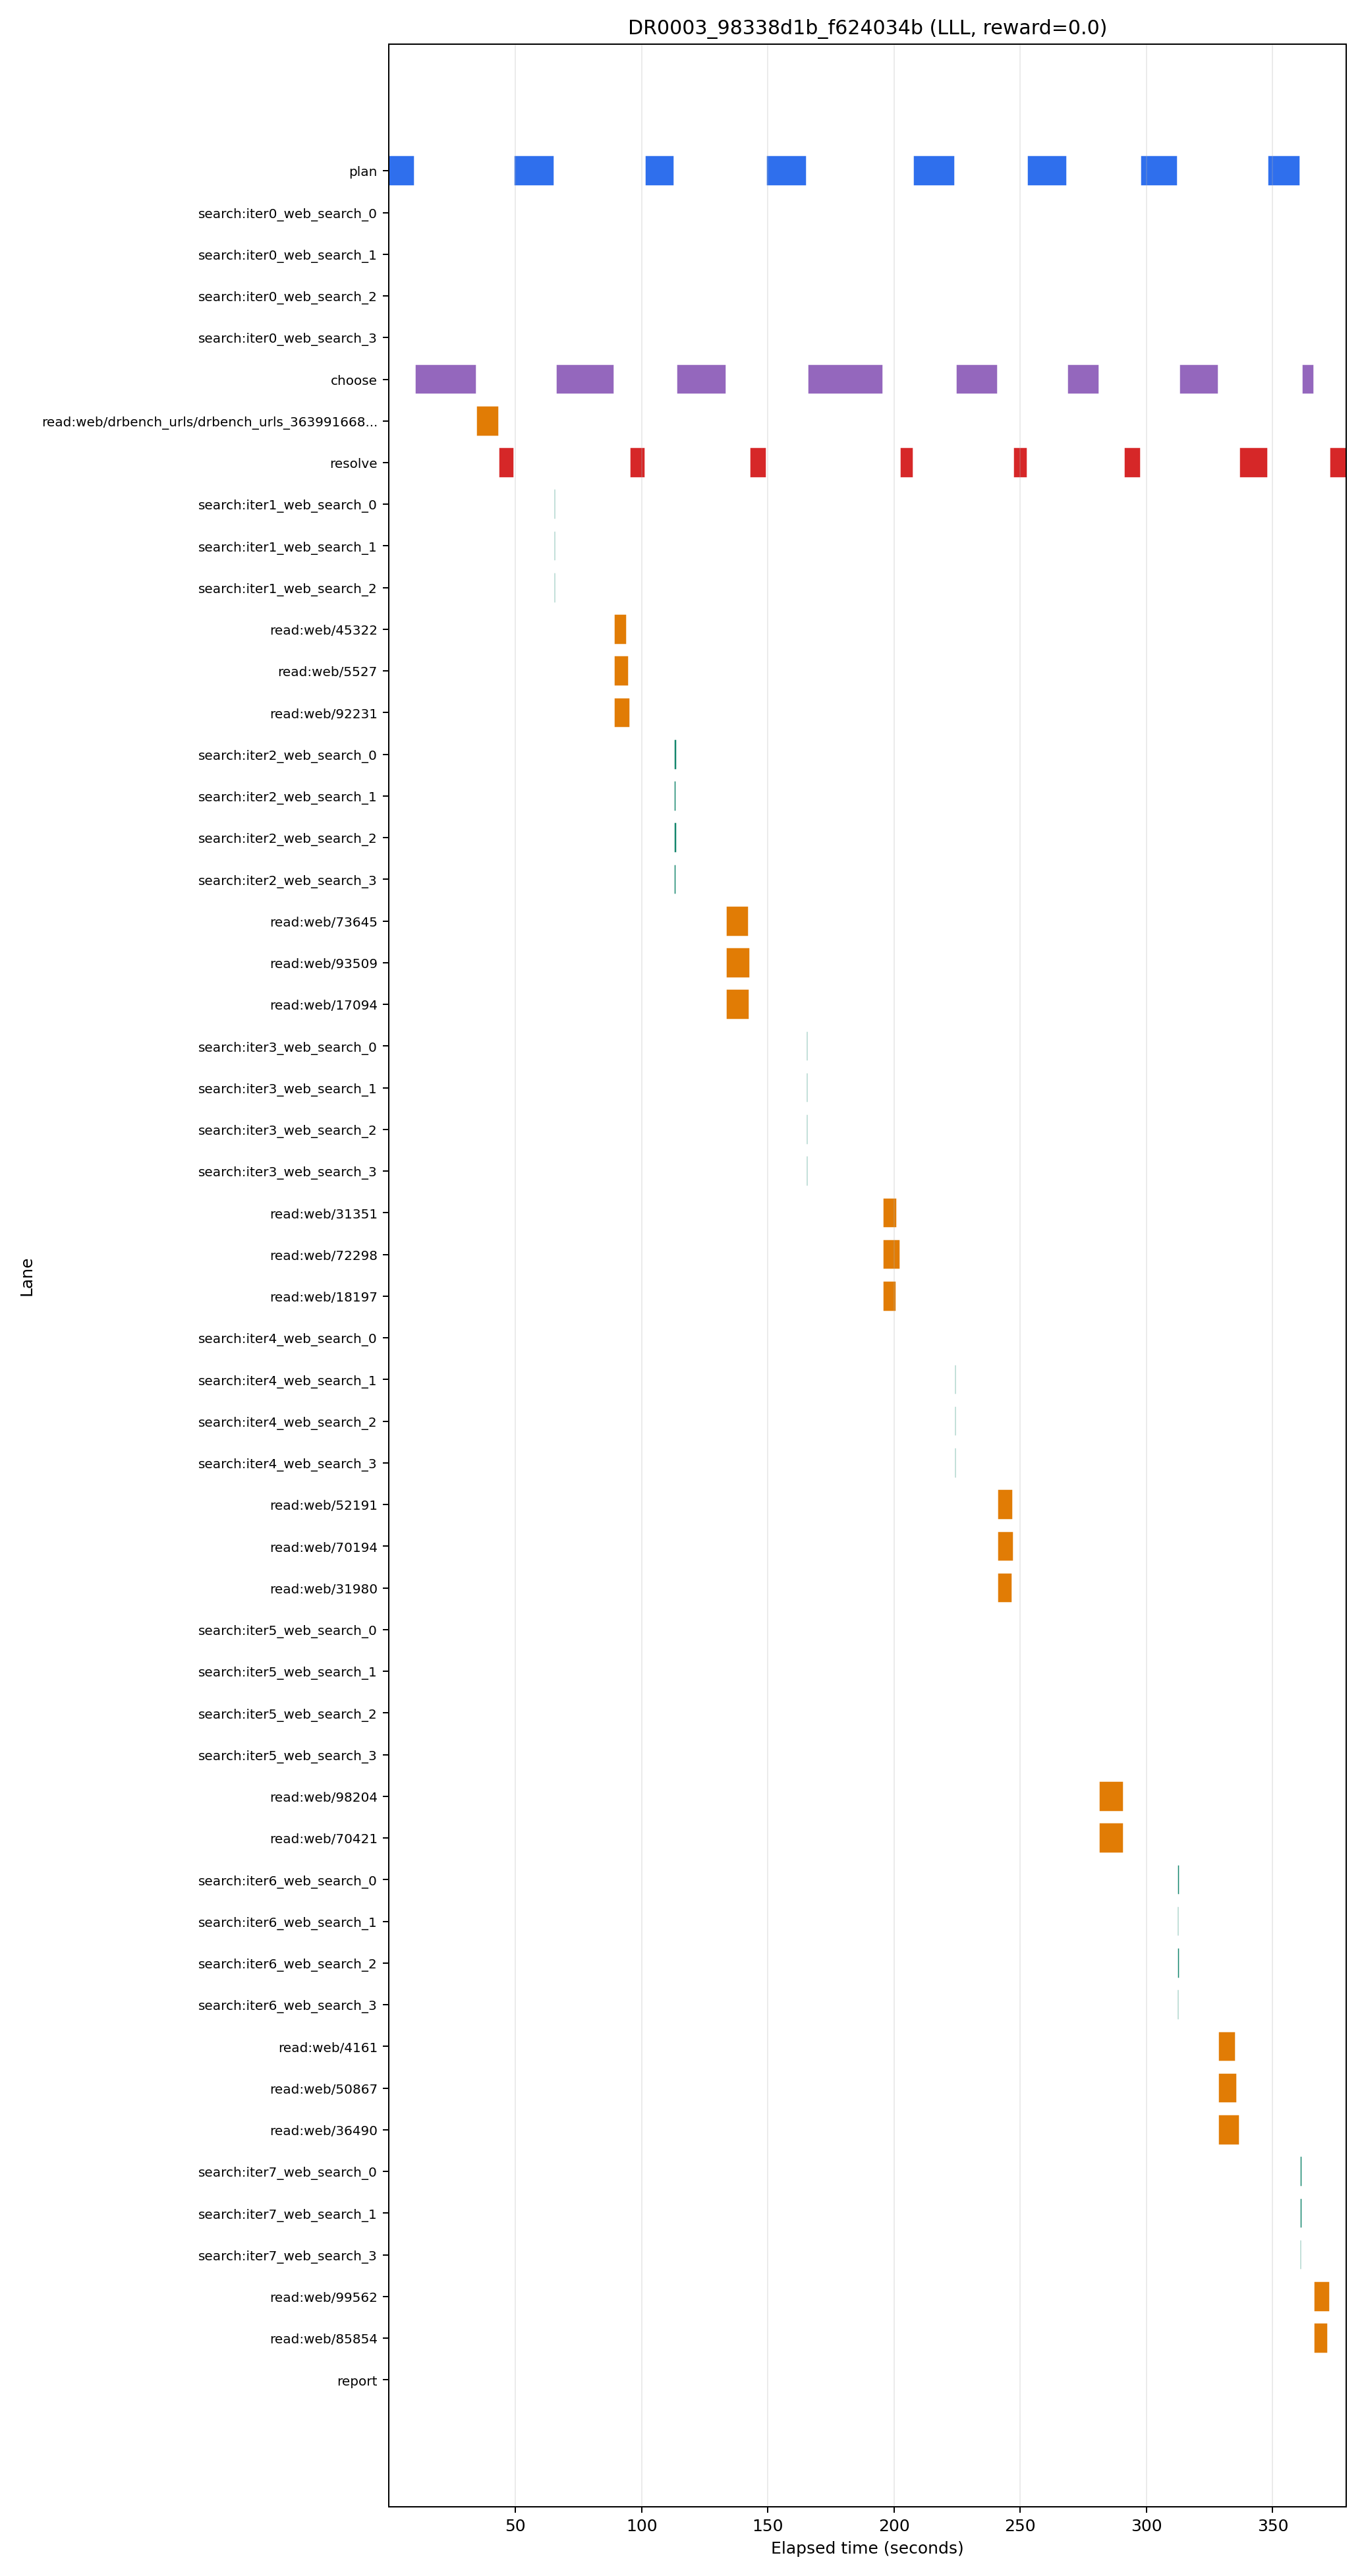 DR0003_98338d1b_f624034b (LLL, reward=0.0)
plan
search:iter0_web_search_0
search:iter0_web_search_1
search:iter0_web_search_2
search:iter0_web_search_3
choose
read:web/drbench_urls/drbench_urls_363991668...
resolve
search:iter1_web_search_0
search:iter1_web_search_1
search:iter1_web_search_2
read:web/45322
read:web/5527
read:web/92231
search:iter2_web_search_0
search:iter2_web_search_1
search:iter2_web_search_2
search:iter2_web_search_3
read:web/73645
read:web/93509
read:web/17094
search:iter3_web_search_0
search:iter3_web_search_1
search:iter3_web_search_2
search:iter3_web_search_3
read:web/31351
read:web/72298
read:web/18197
search:iter4_web_search_0
search:iter4_web_search_1
search:iter4_web_search_2
search:iter4_web_search_3
read:web/52191
read:web/70194
read:web/31980
search:iter5_web_search_0
search:iter5_web_search_1
search:iter5_web_search_2
search:iter5_web_search_3
read:web/98204
read:web/70421
search:iter6_web_search_0
search:iter6_web_search_1
search:iter6_web_search_2
search:iter6_web_search_3
read:web/4161
read:web/50867
read:web/36490
search:iter7_web_search_0
search:iter7_web_search_1
search:iter7_web_search_3
read:web/99562
read:web/85854
report
Lane
50 100 150 200 250 300 350
Elapsed time (seconds)